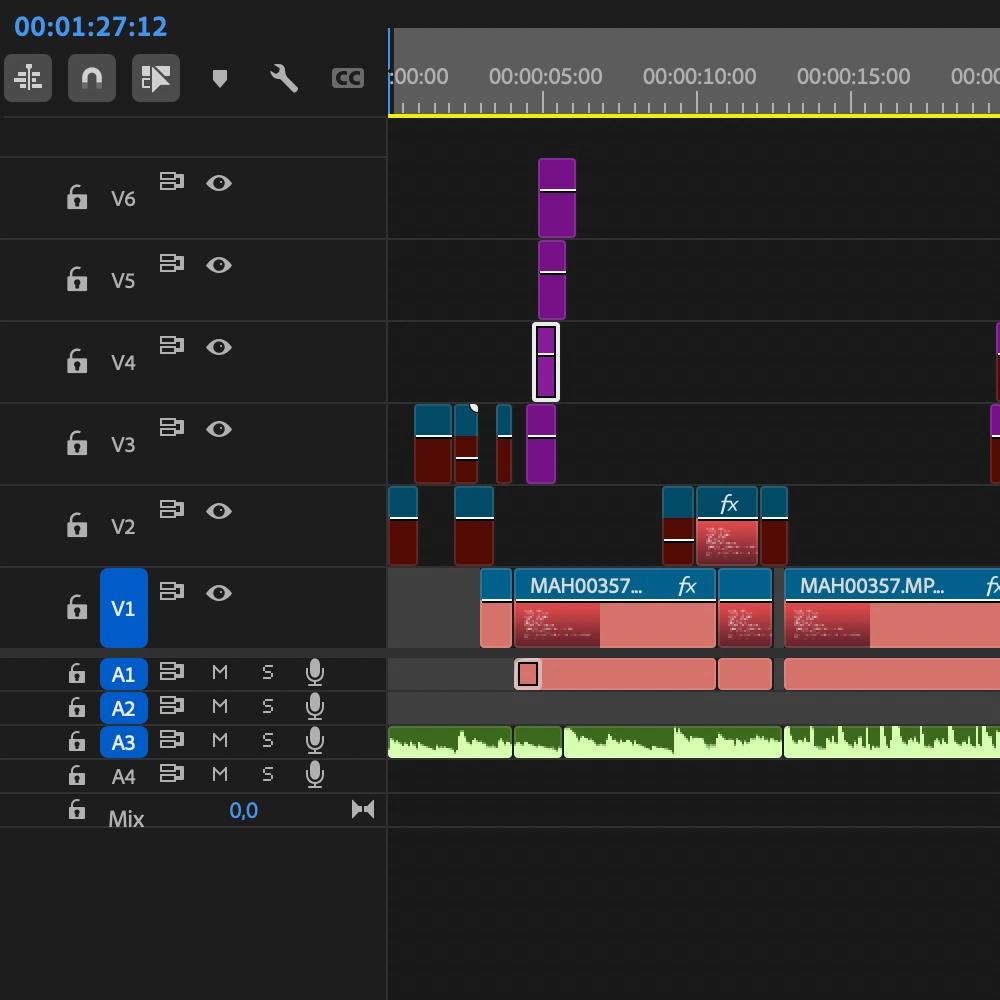 00:01:27:12
CC
:00:00 00:00:05:00 00:00:10:00 00:00:15:00 00:00
V6
V5
V4
V3
V2 fx
V1 MAH00357... fx MAH00357.MP... fx
A1 M S
A2 M S
A3 M S
A4 M S
Mix 0,0